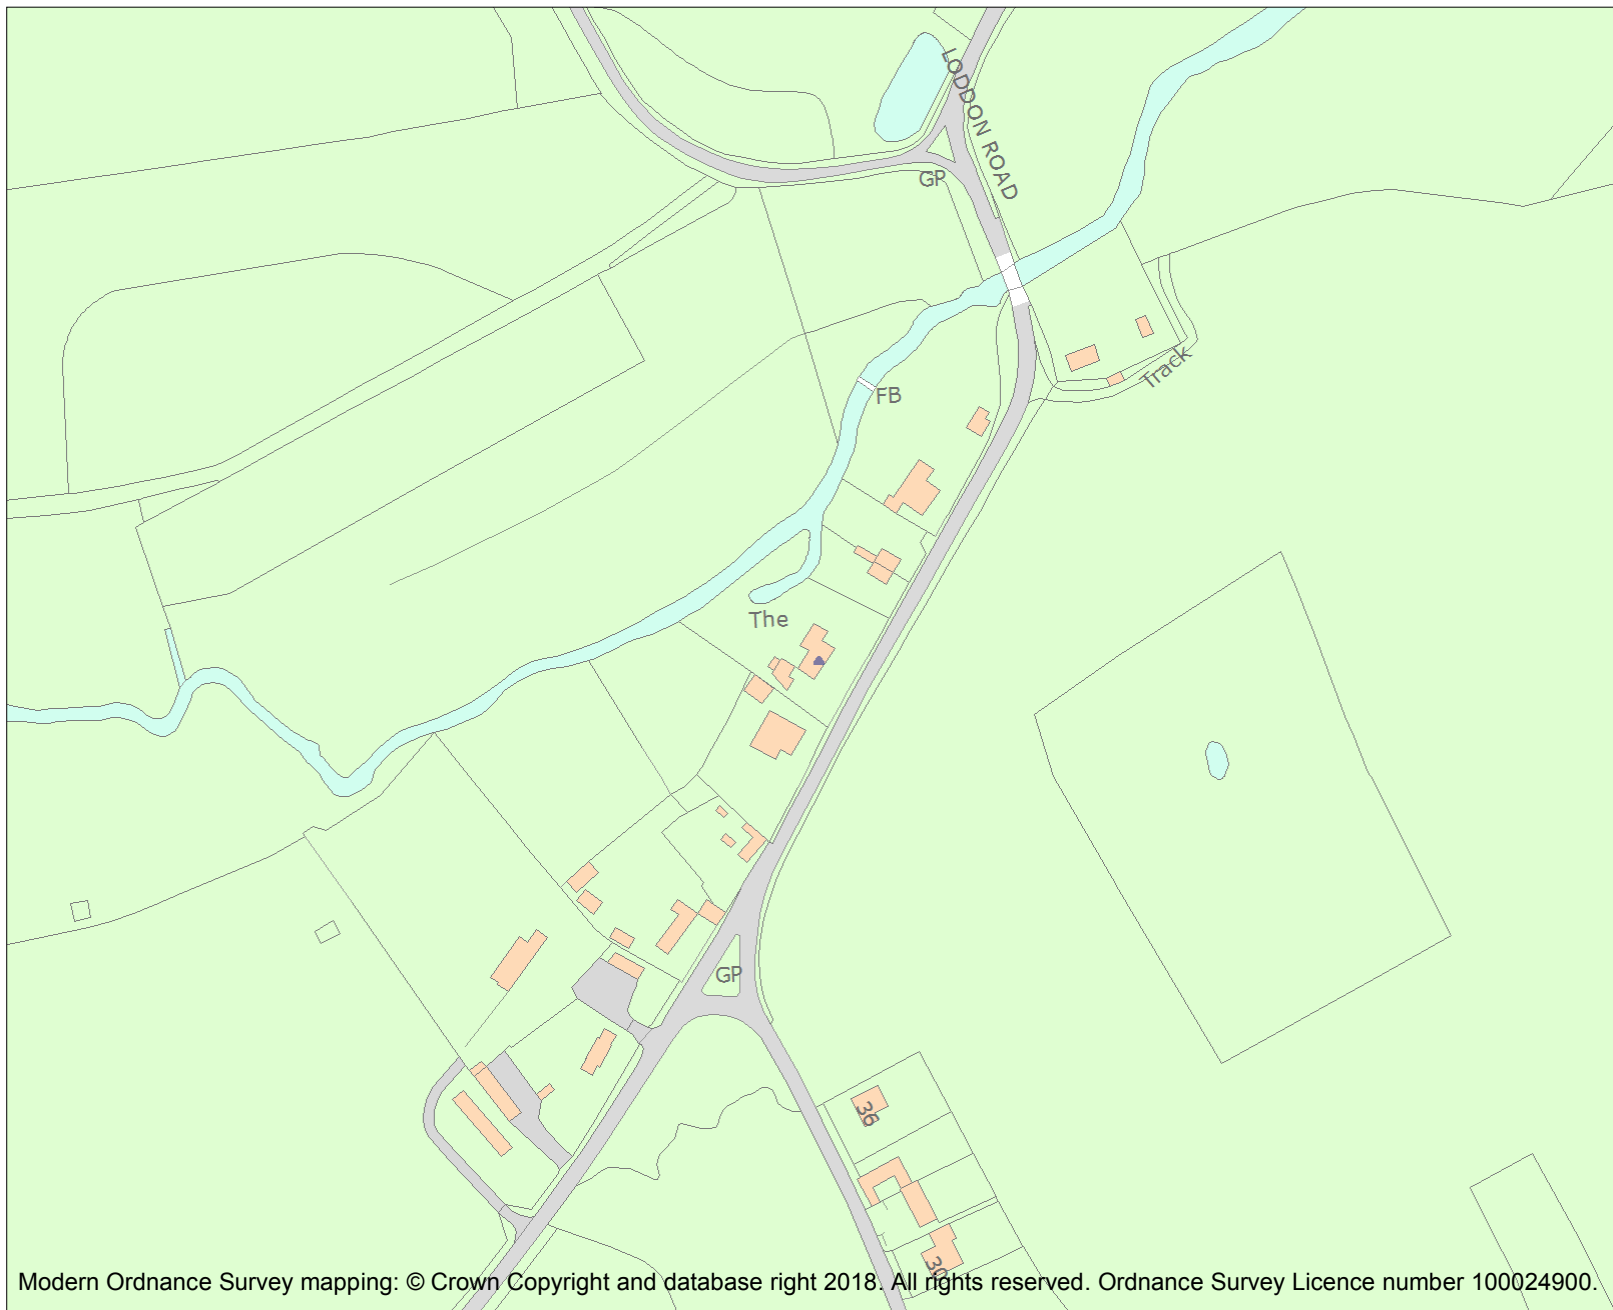 LODDON ROAD
GP
Track
FB
The
GP
36
30
Modern Ordnance Survey mapping: © Crown Copyright and database right 2018. All rights reserved. Ordnance Survey Licence number 100024900.